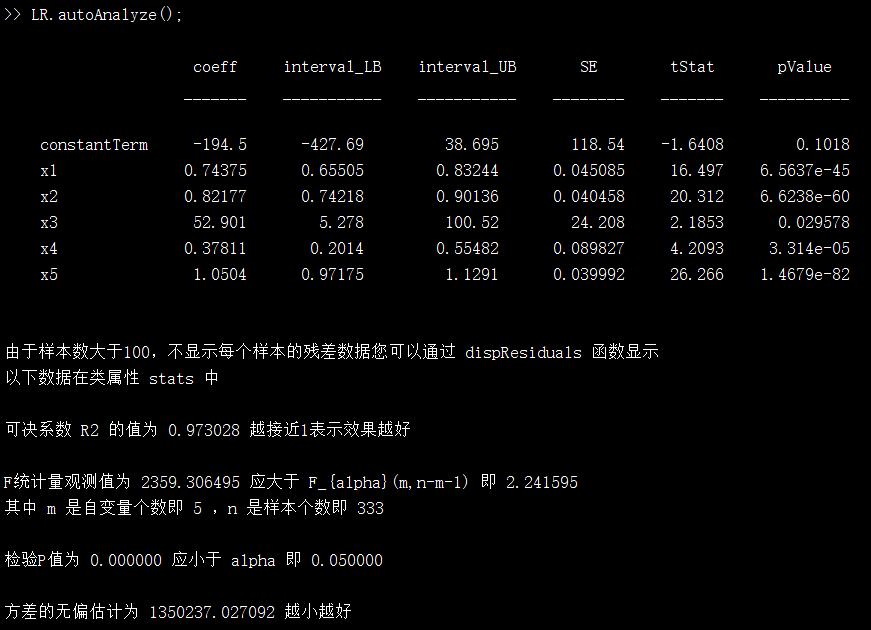 >> LR.autoAnalyze();
coeff interval_LB interval_UB SE tStat pValue
_______ ___________ ___________ ________ _______ __________
constantTerm -194.5 -427.69 38.695 118.54 -1.6408 0.1018
x1 0.74375 0.65505 0.83244 0.045085 16.497 6.5637e-45
x2 0.82177 0.74218 0.90136 0.040458 20.312 6.6238e-60
x3 52.901 5.278 100.52 24.208 2.1853 0.029578
x4 0.37811 0.2014 0.55482 0.089827 4.2093 3.314e-05
x5 1.0504 0.97175 1.1291 0.039992 26.266 1.4679e-82
由于样本数大于100，不显示每个样本的残差数据您可以通过 dispResiduals 函数显示
以下数据在类属性 stats 中
可决系数 R2 的值为 0.973028 越接近1表示效果越好
F统计量观测值为 2359.306495 应大于 F_{alpha}(m,n-m-1) 即 2.241595
其中 m 是自变量个数即 5 ，n 是样本个数即 333
检验P值为 0.000000 应小于 alpha 即 0.050000
方差的无偏估计为 1350237.027092 越小越好